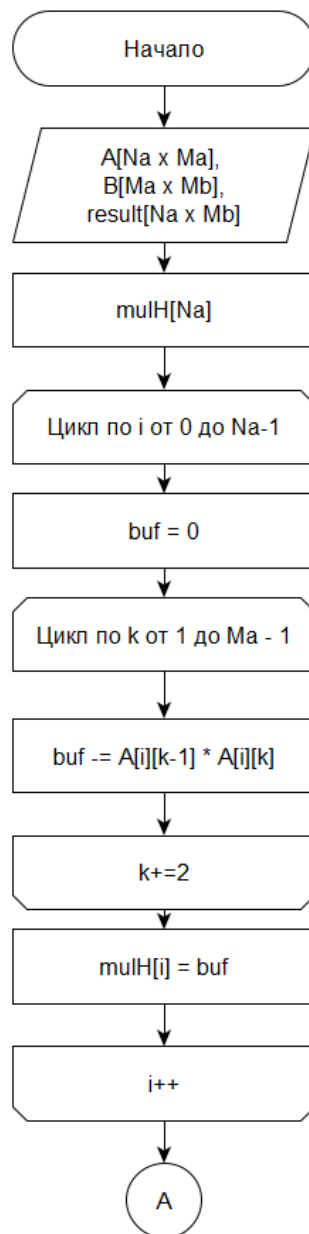 Начало
A[Na x Ma],
B[Ma x Mb],
result[Na x Mb]
mulH[Na]
Цикл по i от 0 до Na-1
buf = 0
Цикл по k от 1 до Ma - 1
buf -= A[i][k-1] * A[i][k]
k+=2
mulH[i] = buf
i++
A